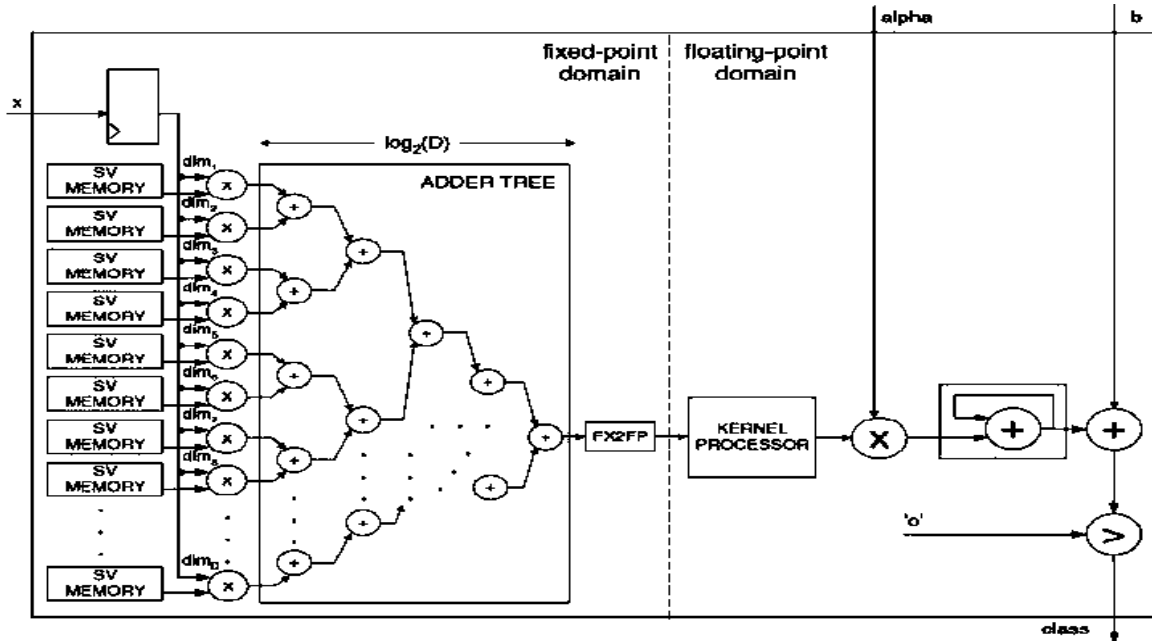 alpha
b
fixed-point
domain
floating-point
domain
x
log2(D)
ADDER TREE
SV
MEMORY
dim1
x
SV
MEMORY
dim2
x
SV
MEMORY
dim3
x
SV
MEMORY
dim4
x
SV
MEMORY
dim5
x
SV
MEMORY
dim6
x
SV
MEMORY
dim7
x
SV
MEMORY
dim8
x
SV
MEMORY
dimD
x
+
+
+
+
+
+
+
+
+
+
+
+
FX2FP
KERNEL
PROCESSOR
X
+
+
'0'
>
class